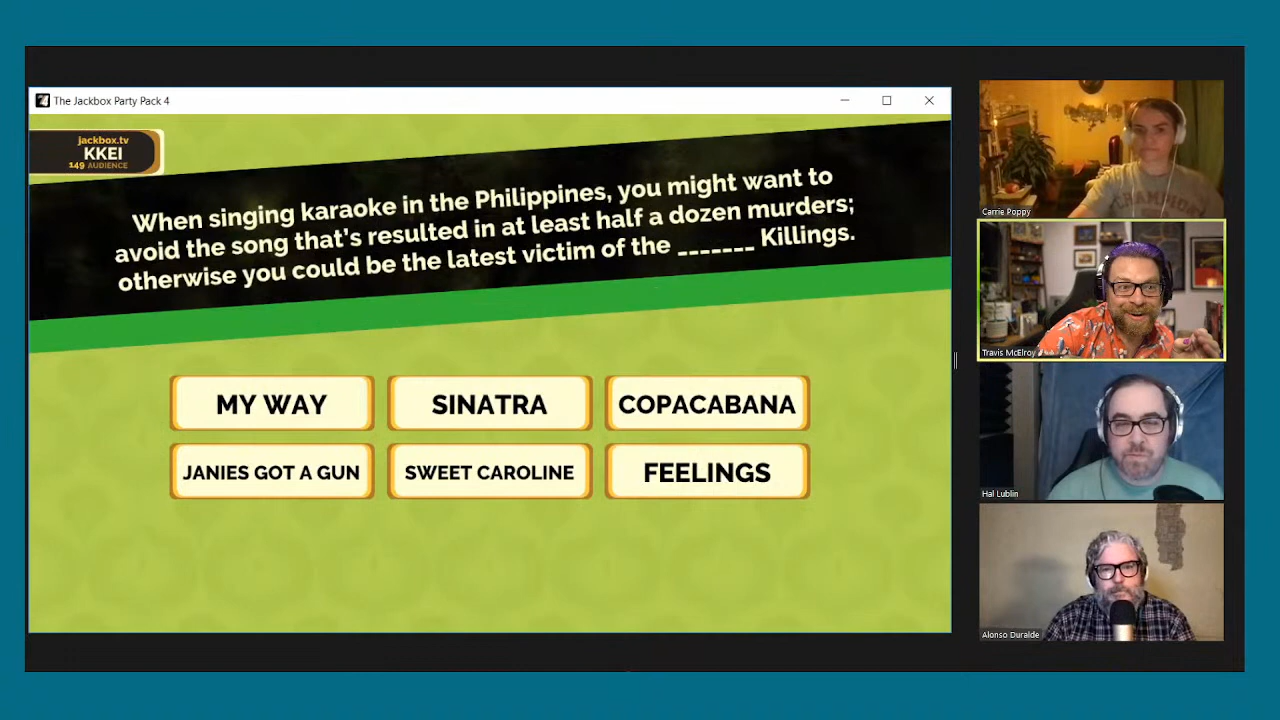 The Jackbox Party Pack 4
jackbox.tv
KKEI
149 AUDIENCE
When singing karaoke in the Philippines, you might want to
avoid the song that's resulted in at least half a dozen murders;
otherwise you could be the latest victim of the _______ Killings.
MY WAY
SINATRA
COPACABANA
JANIES GOT A GUN
SWEET CAROLINE
FEELINGS
CHAMPION
Carrie Poppy
Travis McElroy
Hal Lublin
Alonso Duralde